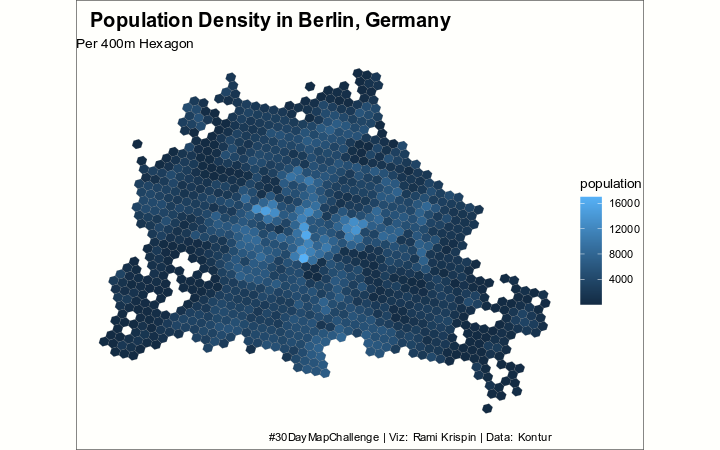 Population Density in Berlin, Germany
Per 400m Hexagon
population
16000
12000
8000
4000
#30DayMapChallenge | Viz: Rami Krispin | Data: Kontur